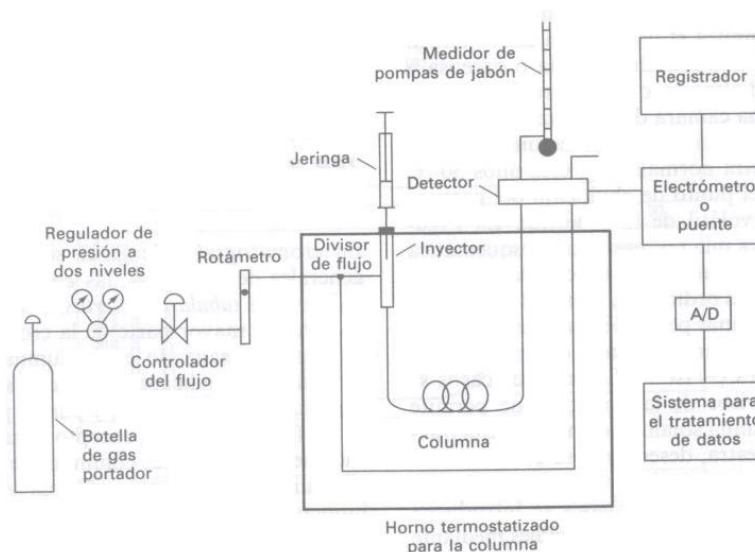 Medidor de
pompas de jabón
Registrador
Jeringa
Detector
Electrómetro
o
puente
Regulador de
presión a
dos niveles
Rotámetro
Divisor
de flujo
Inyector
A/D
Controlador
del flujo
Columna
Sistema para
el tratamiento
de datos
Botella
de gas
portador
Horno termostatizado
para la columna